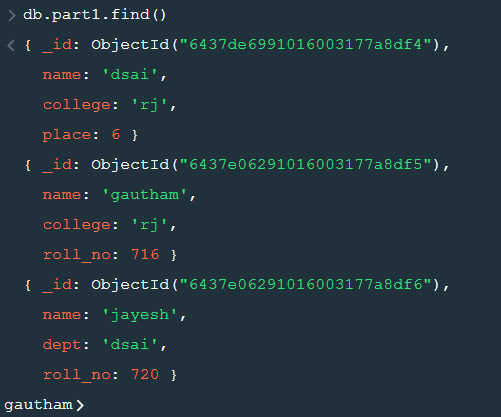 > db.part1.find()
< { _id: ObjectId("6437de6991016003177a8df4"),
name: 'dsai',
college: 'rj',
place: 6 }
{ _id: ObjectId("6437e06291016003177a8df5"),
name: 'gautham',
college: 'rj',
roll_no: 716 }
{ _id: ObjectId("6437e06291016003177a8df6"),
name: 'jayesh',
dept: 'dsai',
roll_no: 720 }
gautham>